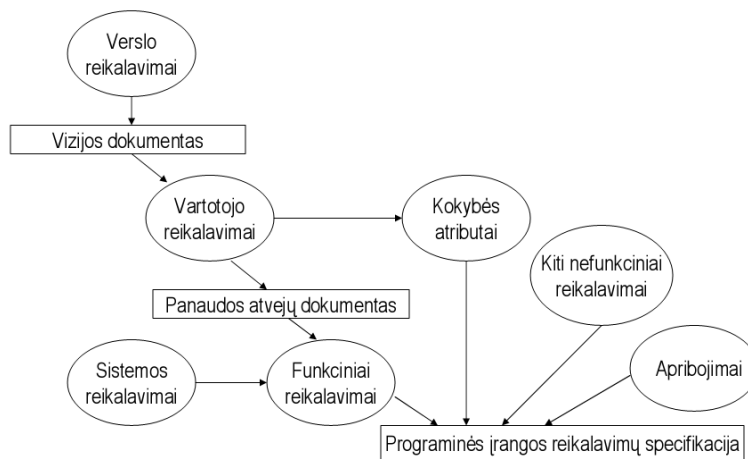 Verslo
reikalavimai
Vizijos dokumentas
Vartotojo
reikalavimai
Kokybės
atributai
Kiti nefunkciniai
reikalavimai
Panaudos atvejų dokumentas
Sistemos
reikalavimai
Funkciniai
reikalavimai
Apribojimai
Programinės įrangos reikalavimų specifikacija